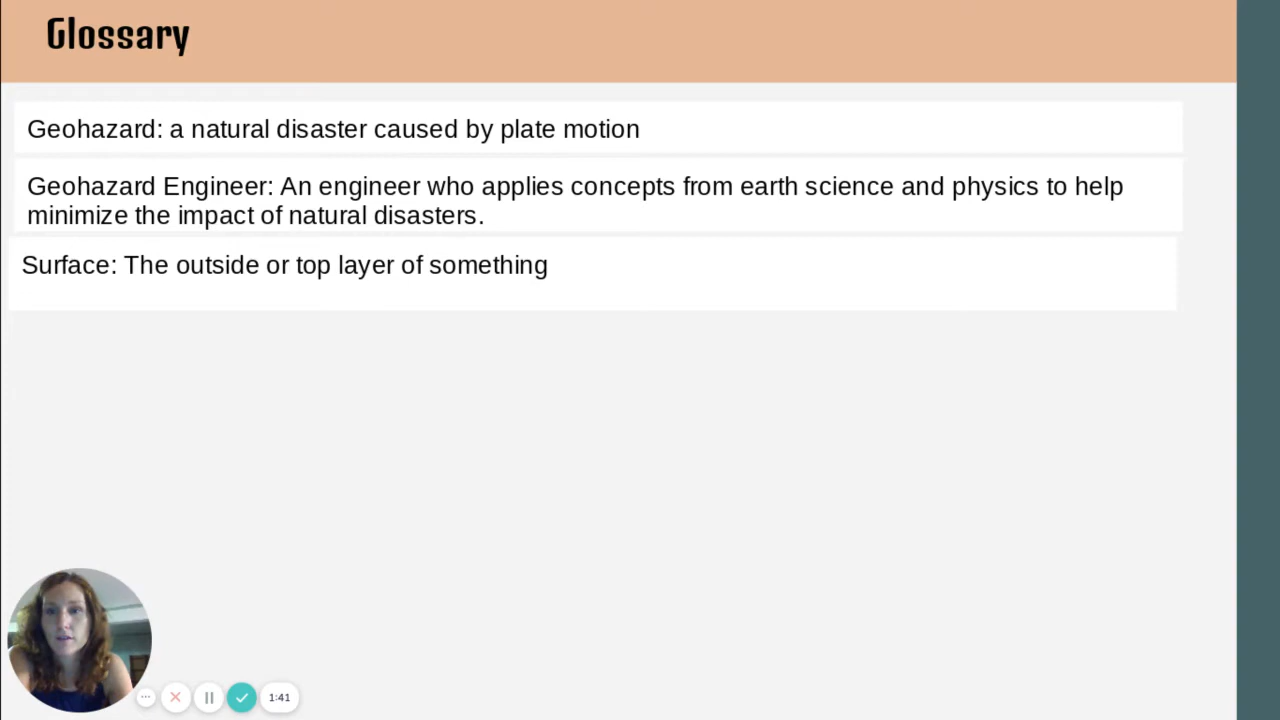 Glossary
Geohazard: a natural disaster caused by plate motion
Geohazard Engineer: An engineer who applies concepts from earth science and physics to help
minimize the impact of natural disasters.
Surface: The outside or top layer of something
1:41